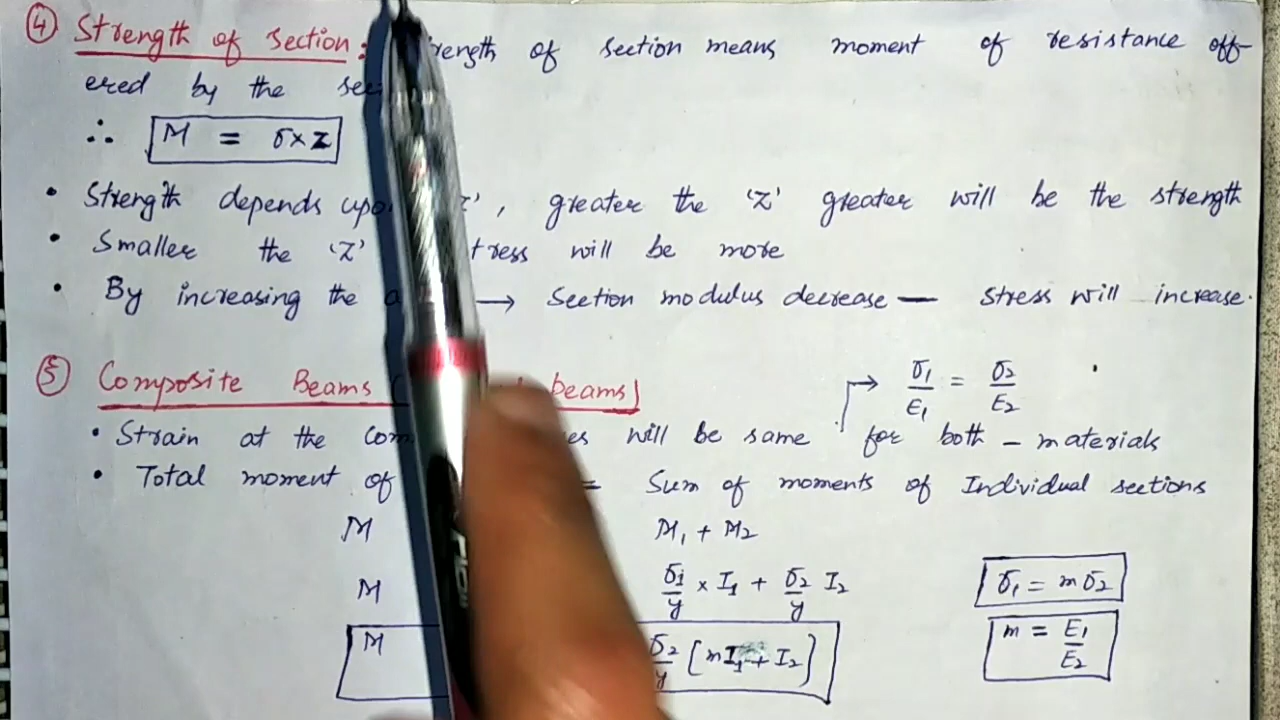 ④ Strength of section : rength of section means moment of resistance off-
ered by the sec
∴ M = σ×Z
• Strength depends upo z', greater the 'Z' greater will be the strength
• Smaller the 'Z' tress will be more
• By increasing the a → Section modulus decrease — stress will increase.
⑤ Composite Beams ( beams)
σ1/E1 = σ2/E2
• Strain at the com es will be same for both - materials
• Total moment of = Sum of moments of Individual sections
M M1 + M2
M σ1/y × I1 + σ2/y I2
σ1 = mσ2
M σ2/y [mI1 + I2]
m = E1/E2